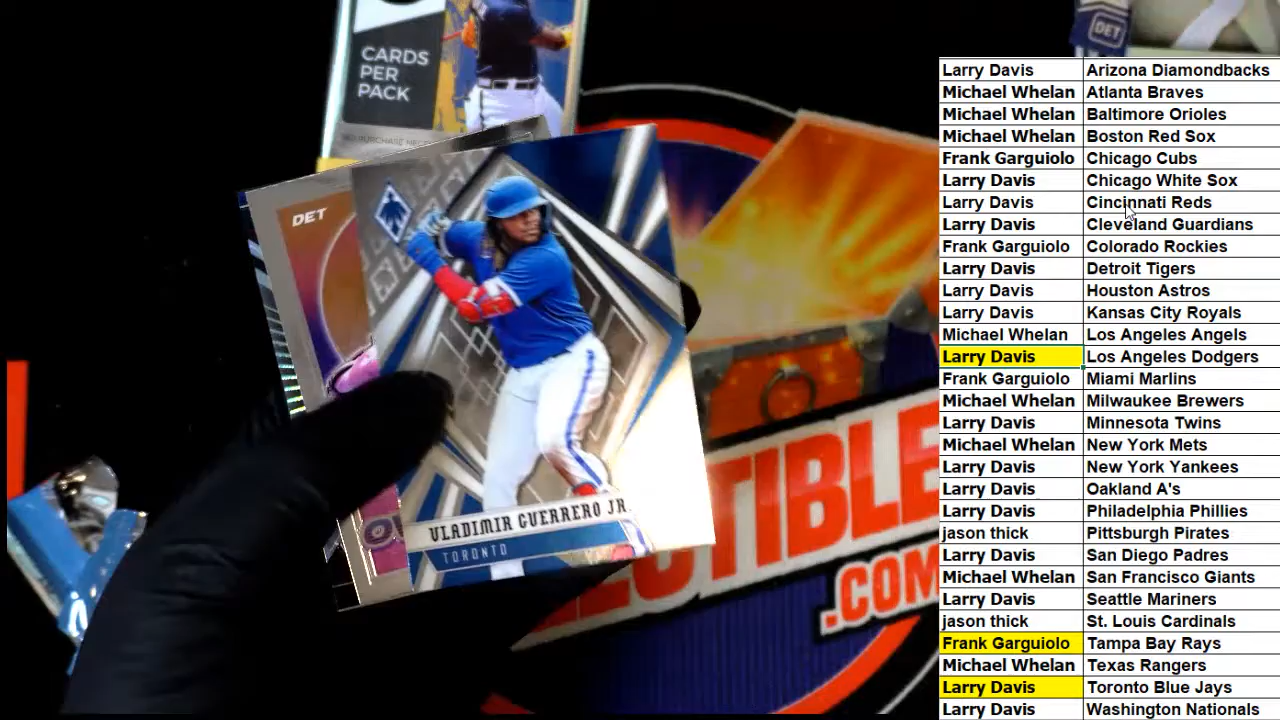 CARDS
PER
PACK
DET
DET
VLADIMIR GUERRERO JR.
TORONTO
TIBLE
.COM
Larry Davis Arizona Diamondbacks
Michael Whelan Atlanta Braves
Michael Whelan Baltimore Orioles
Michael Whelan Boston Red Sox
Frank Garguiolo Chicago Cubs
Larry Davis Chicago White Sox
Larry Davis Cincinnati Reds
Larry Davis Cleveland Guardians
Frank Garguiolo Colorado Rockies
Larry Davis Detroit Tigers
Larry Davis Houston Astros
Larry Davis Kansas City Royals
Michael Whelan Los Angeles Angels
Larry Davis Los Angeles Dodgers
Frank Garguiolo Miami Marlins
Michael Whelan Milwaukee Brewers
Larry Davis Minnesota Twins
Michael Whelan New York Mets
Larry Davis New York Yankees
Larry Davis Oakland A's
Larry Davis Philadelphia Phillies
jason thick Pittsburgh Pirates
Larry Davis San Diego Padres
Michael Whelan San Francisco Giants
Larry Davis Seattle Mariners
jason thick St. Louis Cardinals
Frank Garguiolo Tampa Bay Rays
Michael Whelan Texas Rangers
Larry Davis Toronto Blue Jays
Larry Davis Washington Nationals